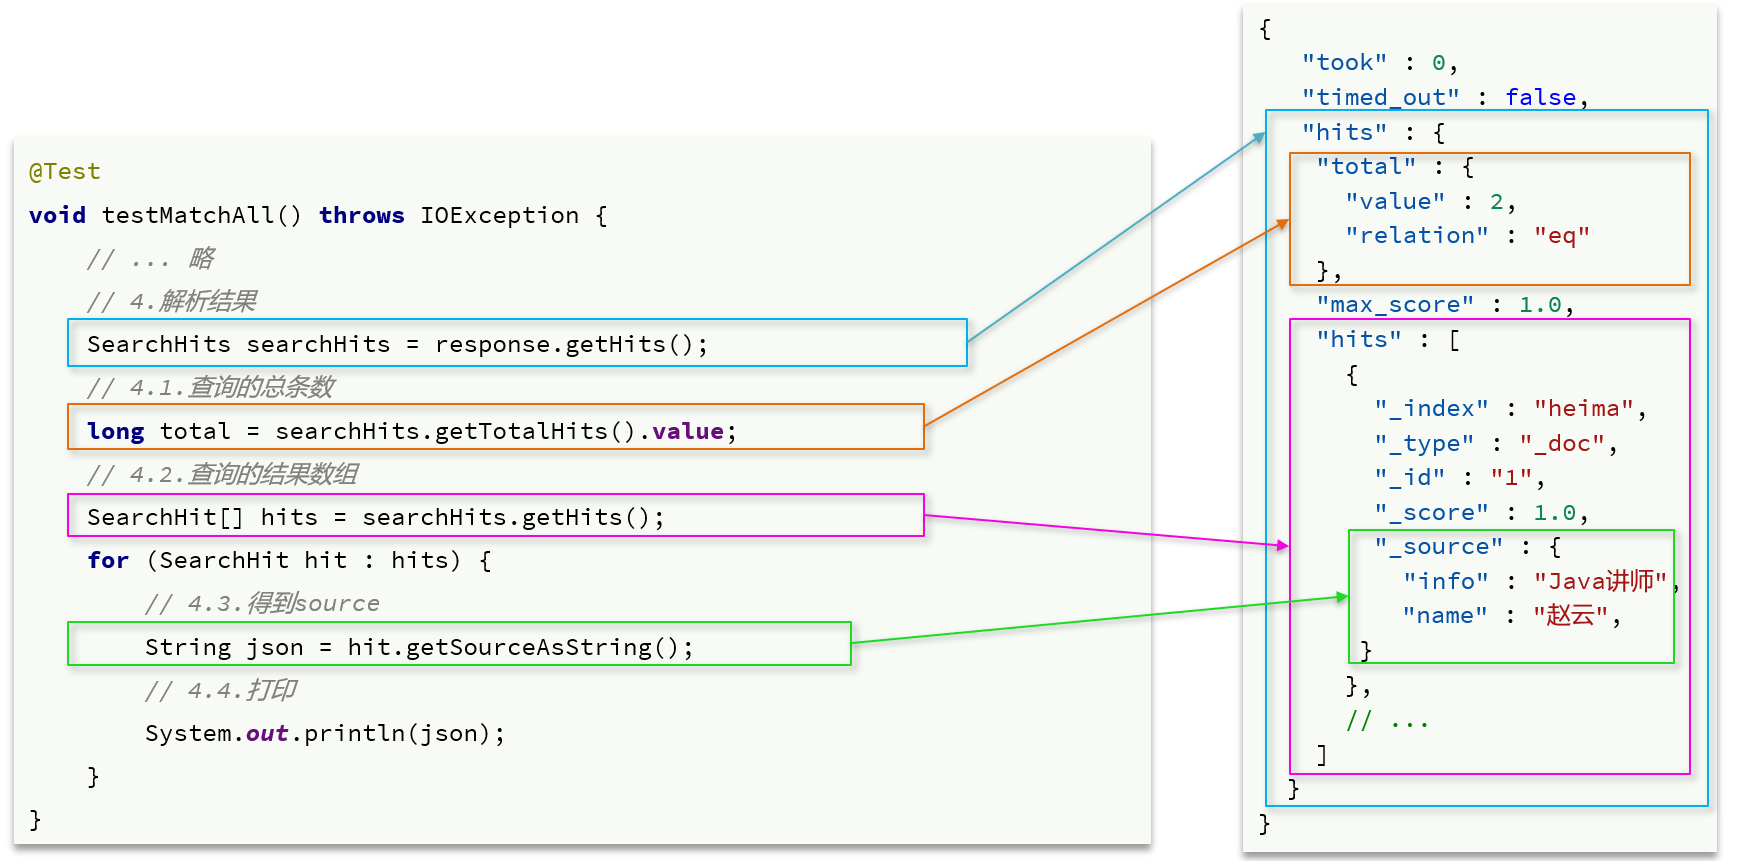 @Test
void testMatchAll() throws IOException {
// ... 略
// 4.解析结果
SearchHits searchHits = response.getHits();
// 4.1.查询的总条数
long total = searchHits.getTotalHits().value;
// 4.2.查询的结果数组
SearchHit[] hits = searchHits.getHits();
for (SearchHit hit : hits) {
// 4.3.得到source
String json = hit.getSourceAsString();
// 4.4.打印
System.out.println(json);
}
}
{
"took" : 0,
"timed_out" : false,
"hits" : {
"total" : {
"value" : 2,
"relation" : "eq"
},
"max_score" : 1.0,
"hits" : [
{
"_index" : "heima",
"_type" : "_doc",
"_id" : "1",
"_score" : 1.0,
"_source" : {
"info" : "Java讲师",
"name" : "赵云",
}
},
// ...
]
}
}